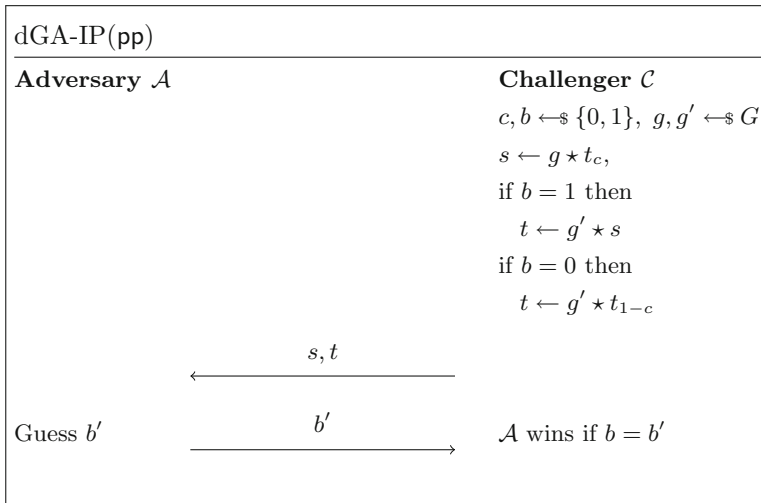 dGA-IP(pp)
Adversary 𝒜 Challenger 𝒞
c, b ←$ {0, 1}, g, g′ ←$ G
s ← g ⋆ t_c,
if b = 1 then
t ← g′ ⋆ s
if b = 0 then
t ← g′ ⋆ t_{1−c}
s, t
Guess b′ b′ 𝒜 wins if b = b′